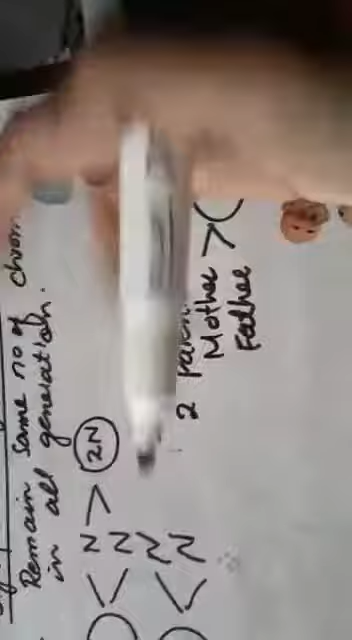 Remain same no of chrom
in all generation.
N
N
N
N
2N
2 paren
Mother
Father